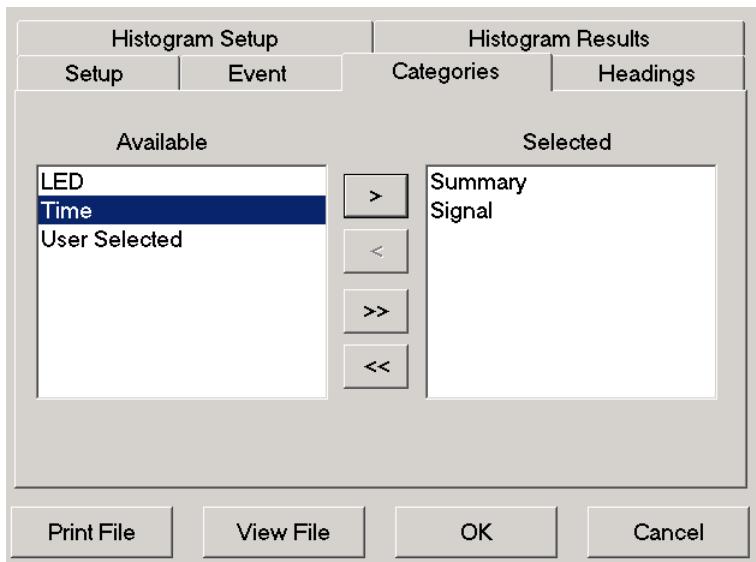 Histogram Setup
Histogram Results
Setup
Event
Categories
Headings
Available
LED
Time
User Selected
>
<
>>
<<
Selected
Summary
Signal
Print File
View File
OK
Cancel